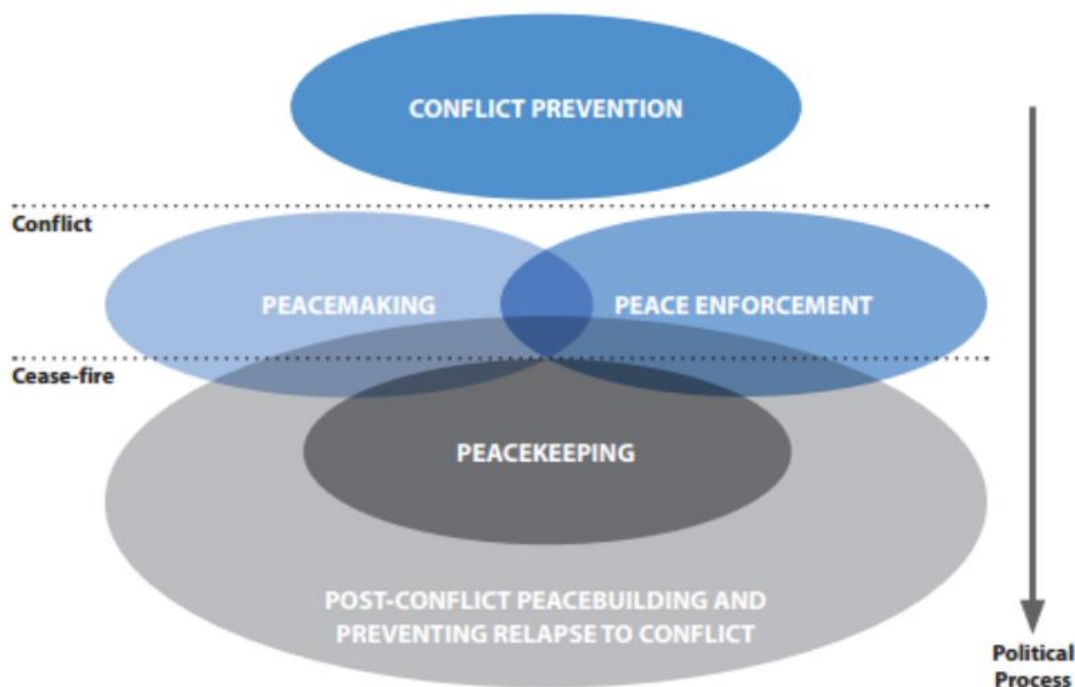 CONFLICT PREVENTION
Conflict
PEACEMAKING
PEACE ENFORCEMENT
Cease-fire
PEACEKEEPING
POST-CONFLICT PEACEBUILDING AND
PREVENTING RELAPSE TO CONFLICT
Political
Process